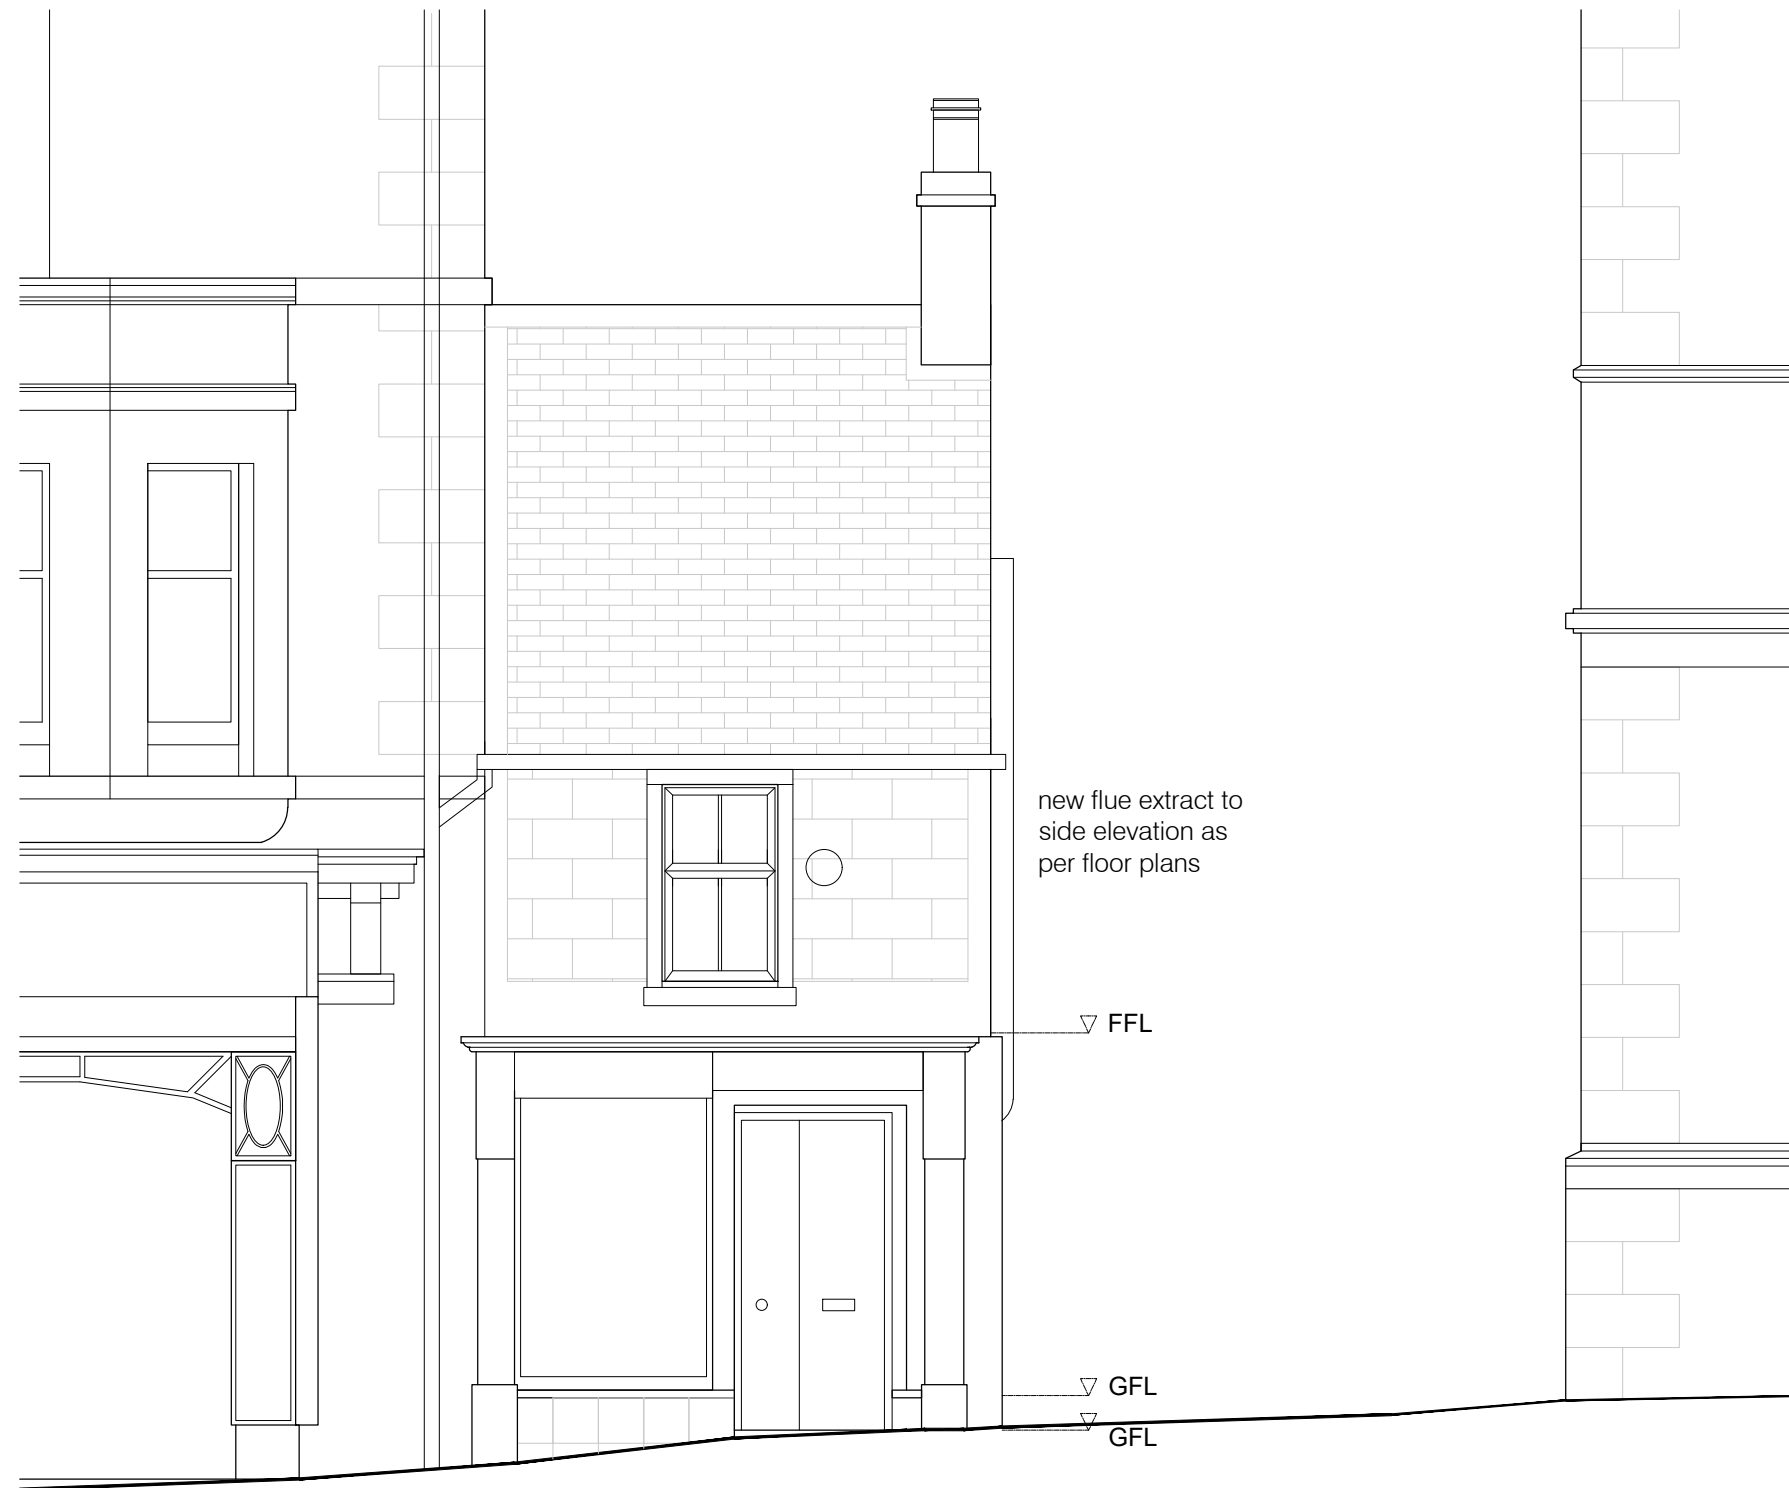 new flue extract to
side elevation as
per floor plans
FFL
GFL
GFL